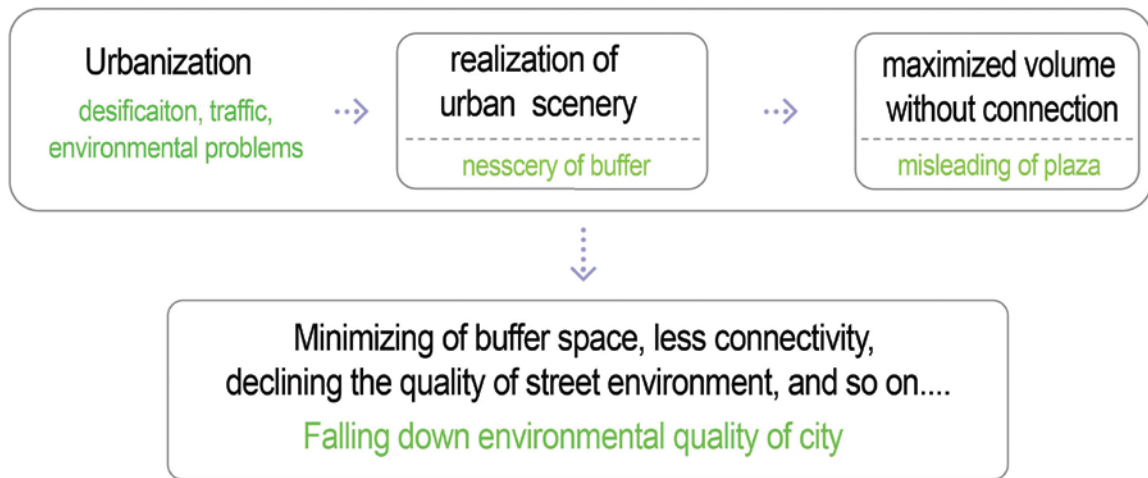 Urbanization
desificaiton, traffic,
environmental problems
realization of
urban scenery
nesscery of buffer
maximized volume
without connection
misleading of plaza
Minimizing of buffer space, less connectivity,
declining the quality of street environment, and so on....
Falling down environmental quality of city